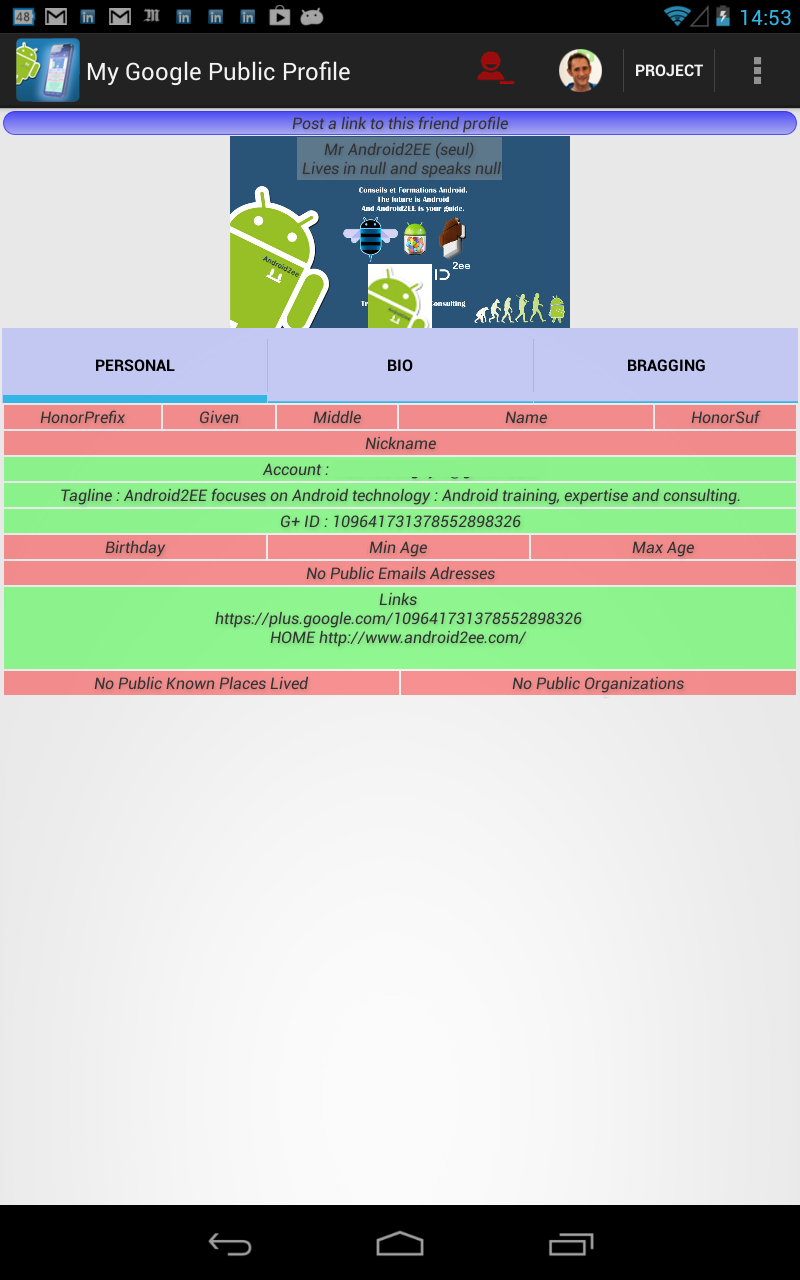 48
14:53
My Google Public Profile
PROJECT
Post a link to this friend profile
Mr Android2EE (seul)
Lives in null and speaks null
Conseils et Formations Android.
The future is Android
And Android2EE is your guide.
Android2ee
ID 2ee
Consulting
PERSONAL
BIO
BRAGGING
HonorPrefix
Given
Middle
Name
HonorSuf
Nickname
Account :
Tagline : Android2EE focuses on Android technology : Android training, expertise and consulting.
G+ ID : 109641731378552898326
Birthday
Min Age
Max Age
No Public Emails Adresses
Links
https://plus.google.com/109641731378552898326
HOME http://www.android2ee.com/
No Public Known Places Lived
No Public Organizations